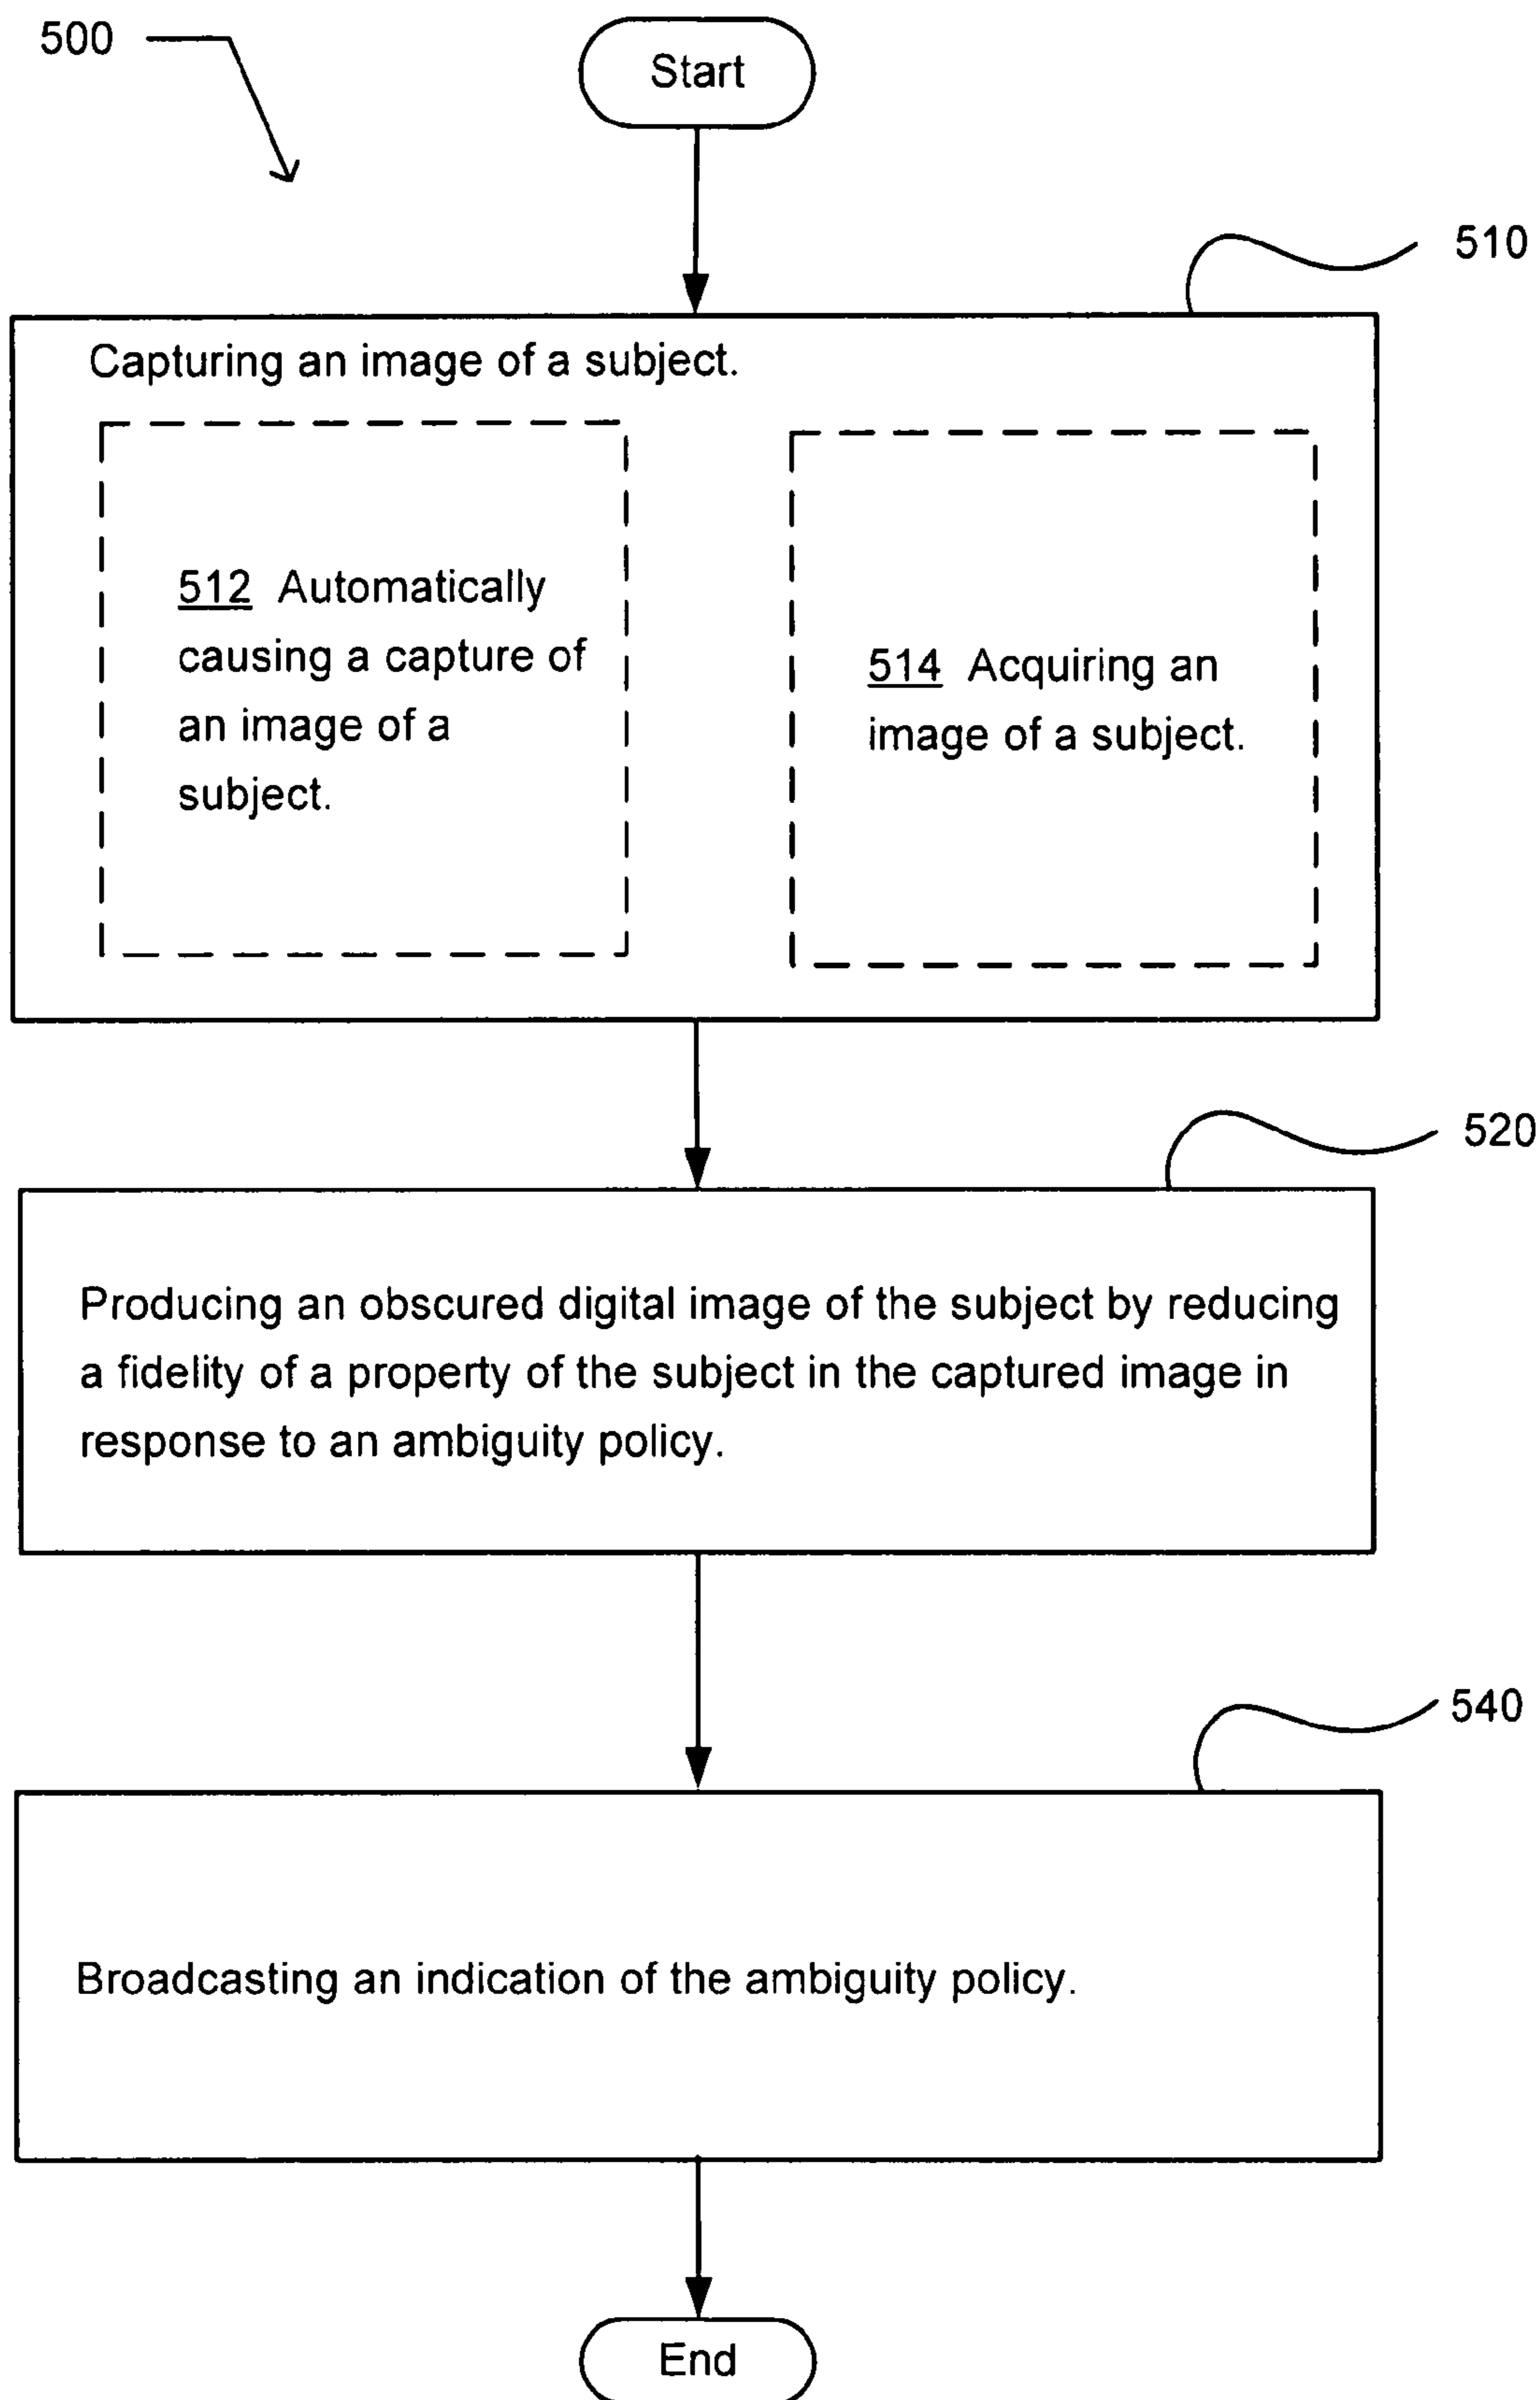 500
Start
510
Capturing an image of a subject.
512 Automatically
causing a capture of
an image of a
subject.
514 Acquiring an
image of a subject.
520
Producing an obscured digital image of the subject by reducing
a fidelity of a property of the subject in the captured image in
response to an ambiguity policy.
540
Broadcasting an indication of the ambiguity policy.
End